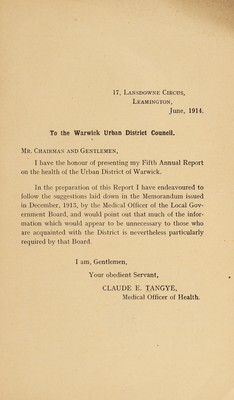 17, Lansdowne Circus,
Leamington,
June, 1914.
To the Warwick Urban District Council.
Mr. Chairman and Gentlemen,
I have the honour of presenting my Fifth Annual Report
on the health of the Urban District of Warwick.
In the preparation of this Report I have endeavoured to
follow the suggestions laid down in the Memorandum issued
in December, 1913, by the Medical Officer of the Local Gov-
ernment Board, and would point out that much of the infor-
mation which would appear to be unnecessary to those who
are acquainted with the District is nevertheless particularly
required by that Board.
I am, Gentlemen,
Your obedient Servant,
CLAUDE E. TANGYE,
Medical Officer of Health.